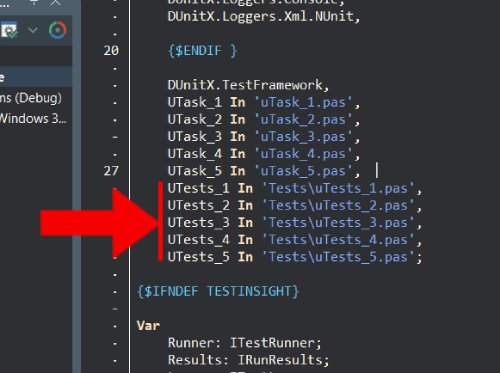 DUnitX.Loggers.Console,
DUnitX.Loggers.Xml.NUnit,
20 {$ENDIF }
DUnitX.TestFramework,
e
UTask_1 In 'uTask_1.pas',
ns (Debug)
UTask_2 In 'uTask_2.pas',
Windows 3...
UTask_3 In 'uTask_3.pas',
UTask_4 In 'uTask_4.pas',
27 UTask_5 In 'uTask_5.pas',
UTests_1 In 'Tests\uTests_1.pas',
UTests_2 In 'Tests\uTests_2.pas',
UTests_3 In 'Tests\uTests_3.pas',
UTests_4 In 'Tests\uTests_4.pas',
UTests_5 In 'Tests\uTests_5.pas';
{$IFNDEF TESTINSIGHT}
Var
Runner: ITestRunner;
Results: IRunResults;